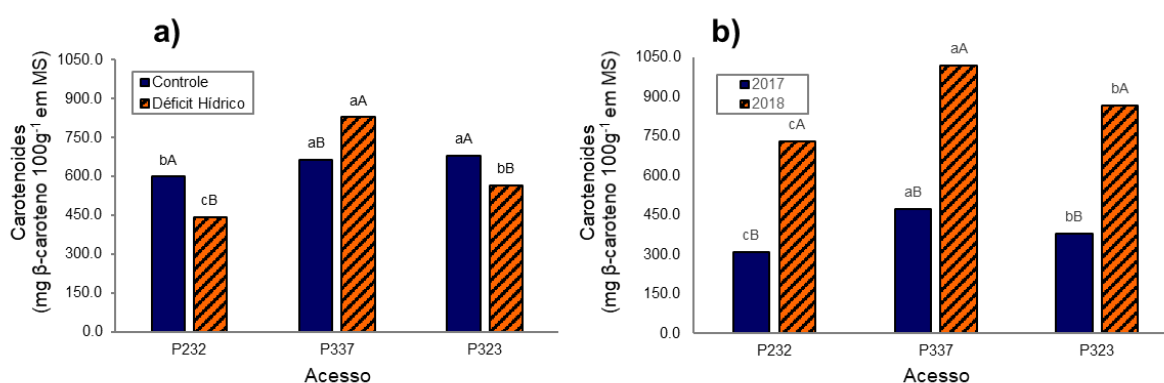 a)
Carotenoides
(mg β-caroteno 100g⁻¹ em MS)
1050.0
900.0
750.0
600.0
450.0
300.0
150.0
0.0
Controle
Déficit Hídrico
bA
cB
aB
aA
aA
bB
P232
P337
P323
Acesso
b)
Carotenoides
(mg β-caroteno 100g⁻¹ em MS)
1050.0
900.0
750.0
600.0
450.0
300.0
150.0
0.0
2017
2018
cB
cA
aB
aA
bB
bA
P232
P337
P323
Acesso